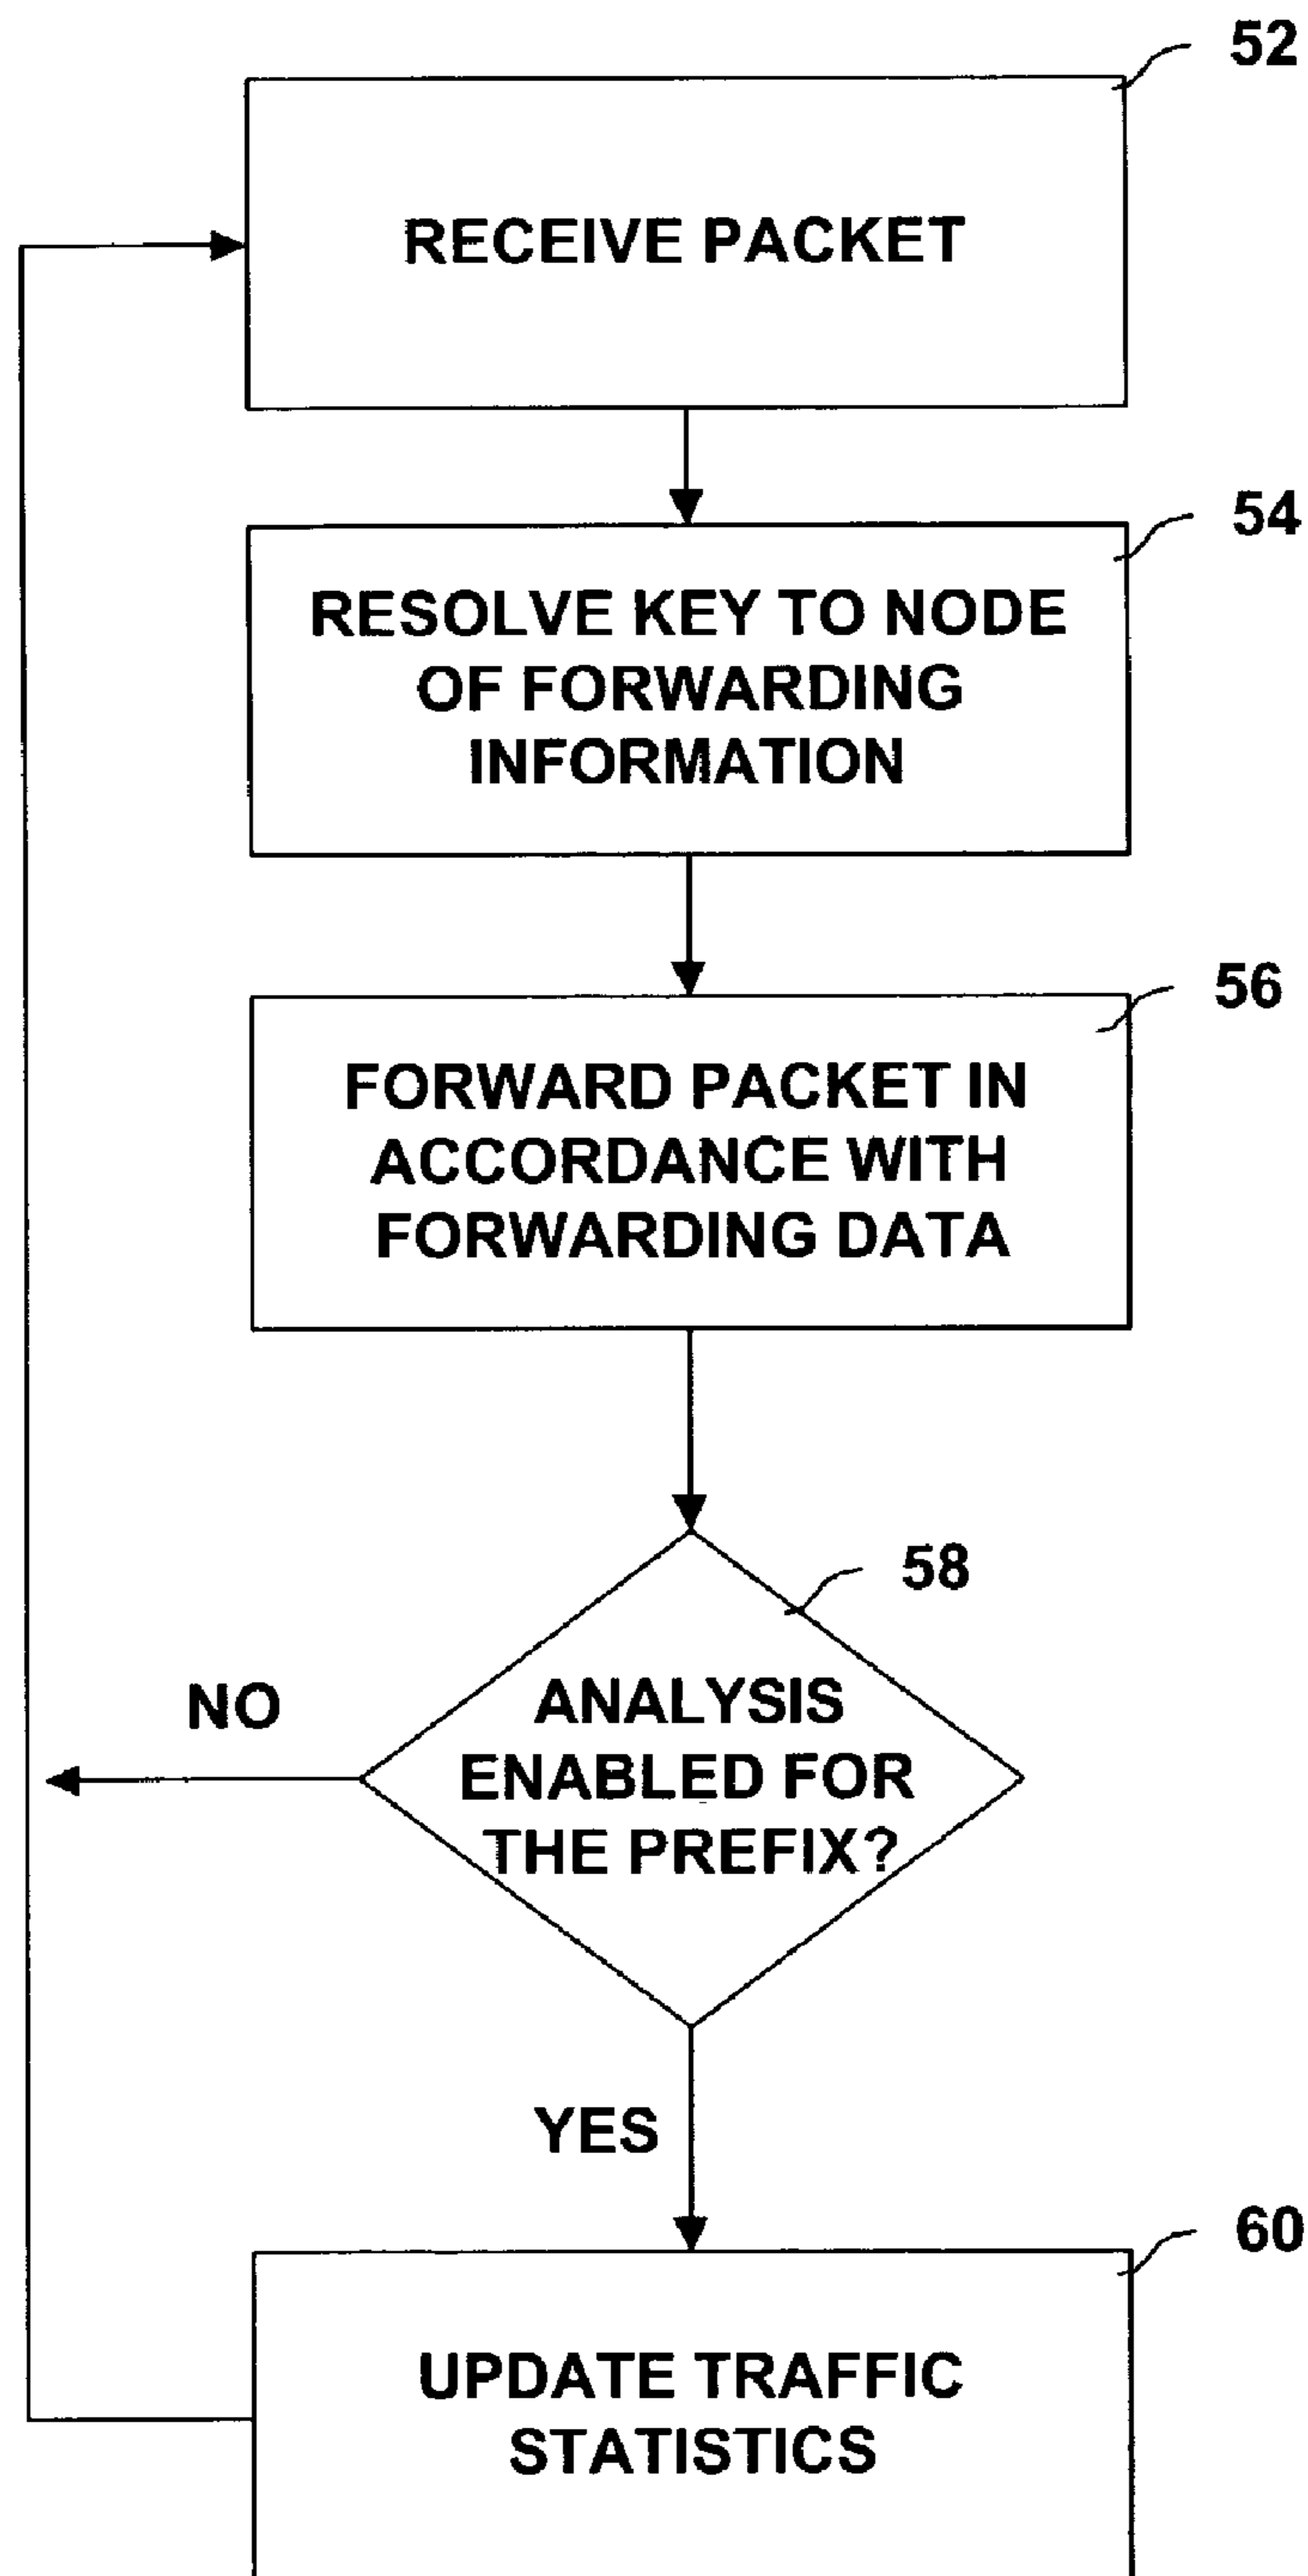 52
RECEIVE PACKET
54
RESOLVE KEY TO NODE
OF FORWARDING
INFORMATION
56
FORWARD PACKET IN
ACCORDANCE WITH
FORWARDING DATA
58
ANALYSIS
ENABLED FOR
THE PREFIX?
NO
YES
60
UPDATE TRAFFIC
STATISTICS